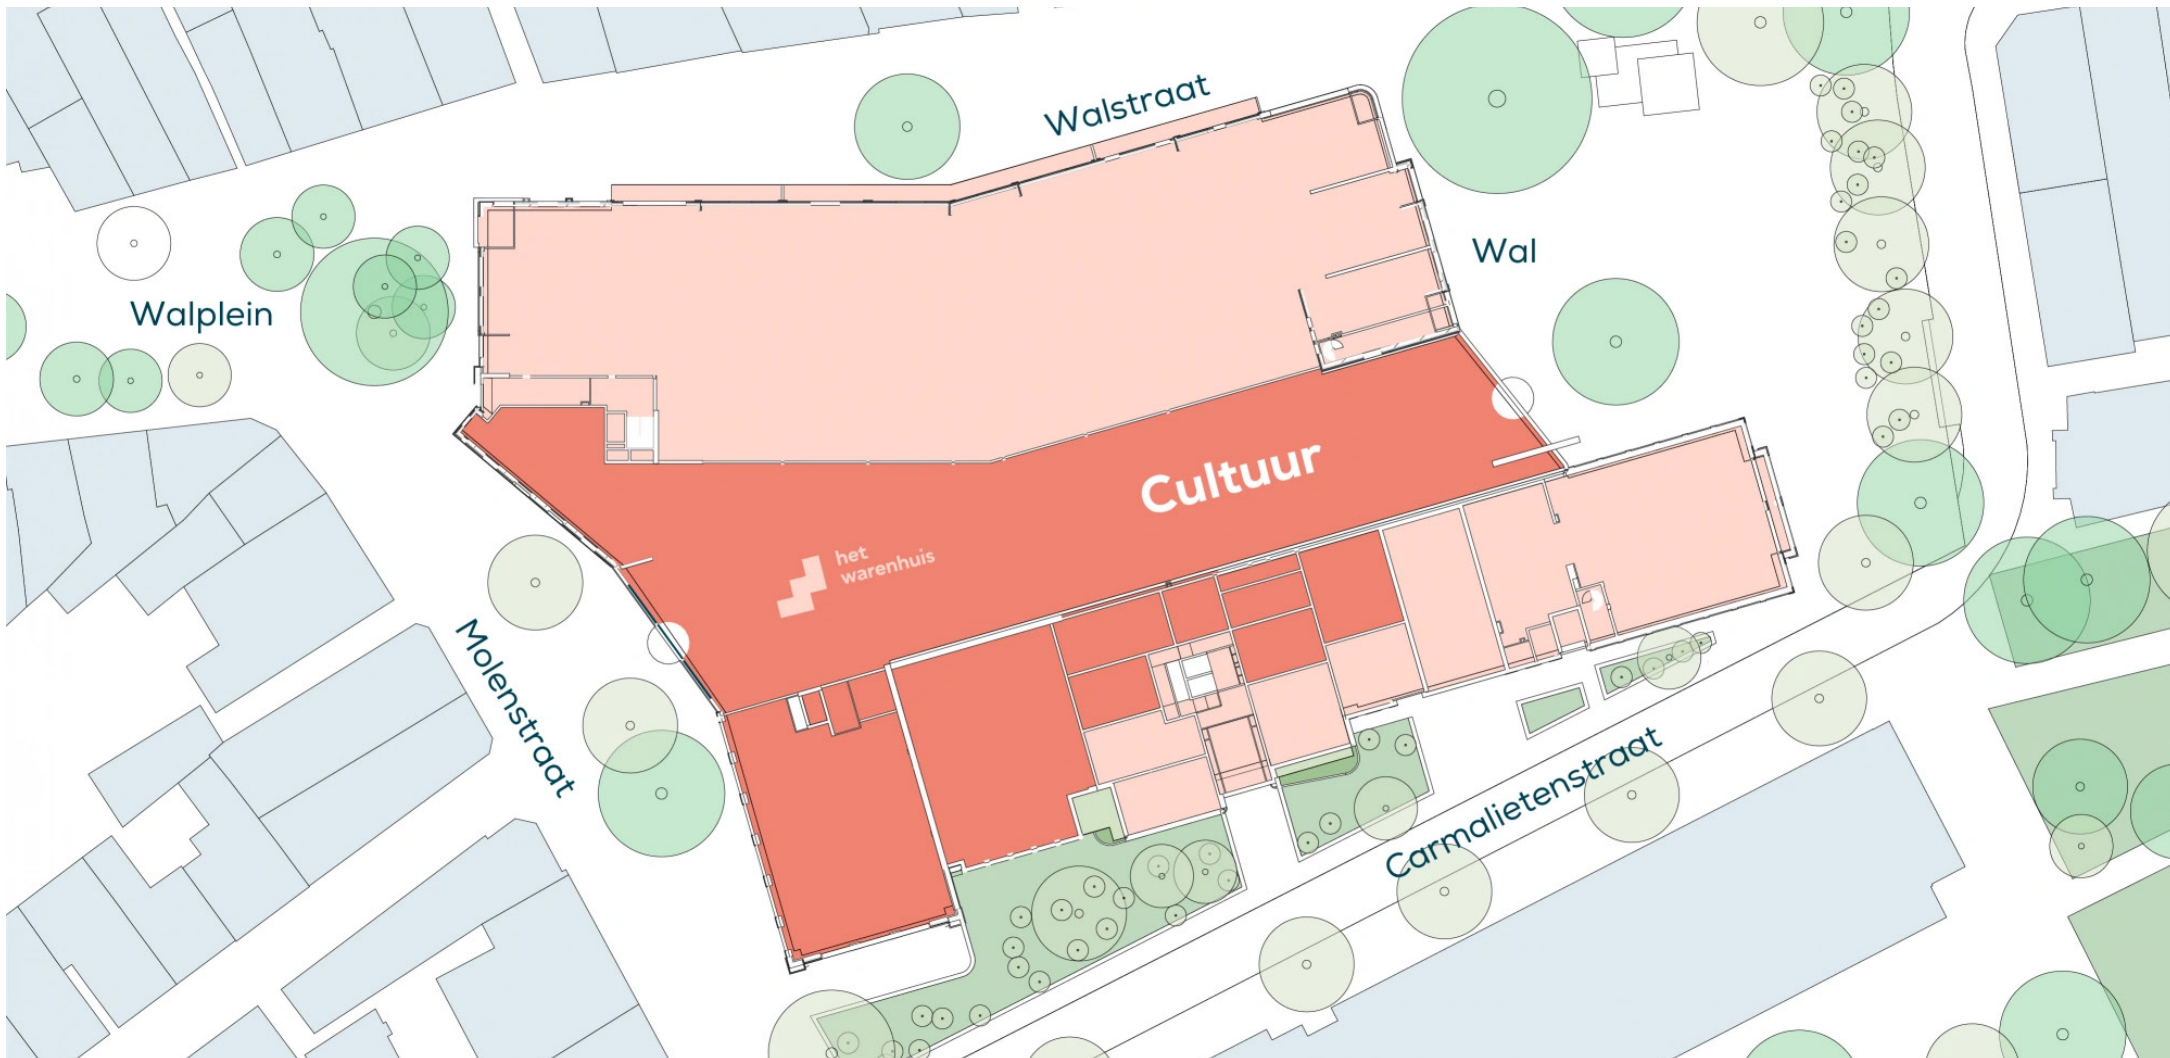 Walstraat
Wal
Walplein
Cultuur
het
warenhuis
Molenstraat
Carmalietenstraat